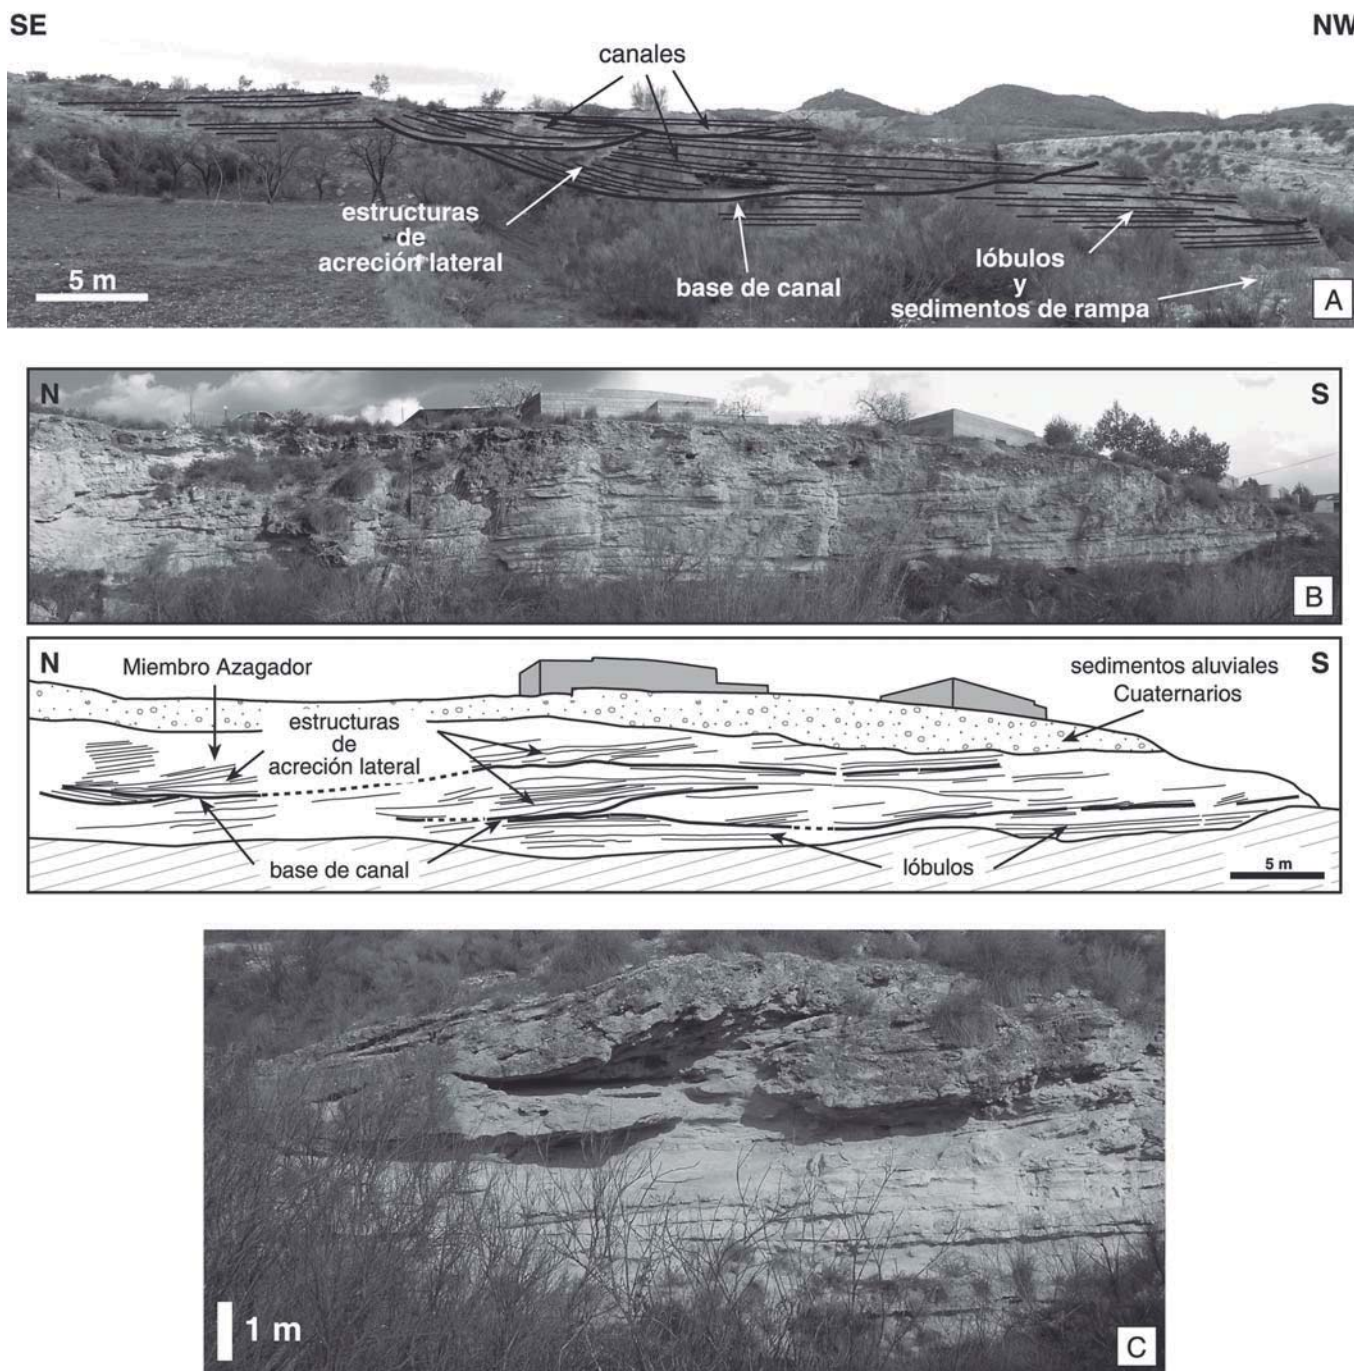 SE
NW
canales
estructuras
de
acreción lateral
base de canal
lóbulos
y
sedimentos de rampa
5 m
A
N
S
B
N
S
Miembro Azagador
sedimentos aluviales
Cuaternarios
estructuras
de
acreción lateral
base de canal
lóbulos
5 m
1 m
C